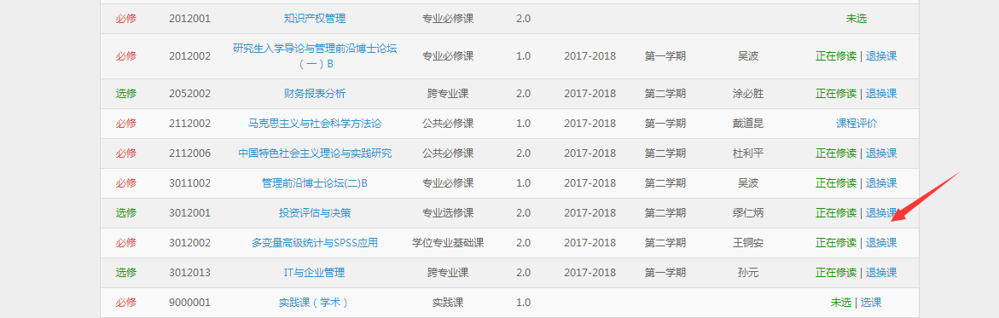 必修 2012001 知识产权管理 专业必修课 2.0 未选
必修 2012002 研究生入学导论与管理前沿博士论坛（一）B 专业必修课 1.0 2017-2018 第一学期 吴波 正在修读 | 退换课
选修 2052002 财务报表分析 跨专业课 2.0 2017-2018 第二学期 涂必胜 正在修读 | 退换课
必修 2112002 马克思主义与社会科学方法论 公共必修课 1.0 2017-2018 第一学期 戴道昆 课程评价
必修 2112006 中国特色社会主义理论与实践研究 公共必修课 2.0 2017-2018 第二学期 杜利平 正在修读 | 退换课
必修 3011002 管理前沿博士论坛(二)B 专业必修课 1.0 2017-2018 第二学期 吴波 正在修读 | 退换课
选修 3012001 投资评估与决策 专业选修课 2.0 2017-2018 第二学期 缪仁炳 正在修读 | 退换课
必修 3012002 多变量高级统计与SPSS应用 学位专业基础课 2.0 2017-2018 第二学期 王铜安 正在修读 | 退换课
选修 3012013 IT与企业管理 跨专业课 2.0 2017-2018 第一学期 孙元 正在修读 | 退换课
必修 9000001 实践课（学术） 实践课 1.0 未选 | 选课